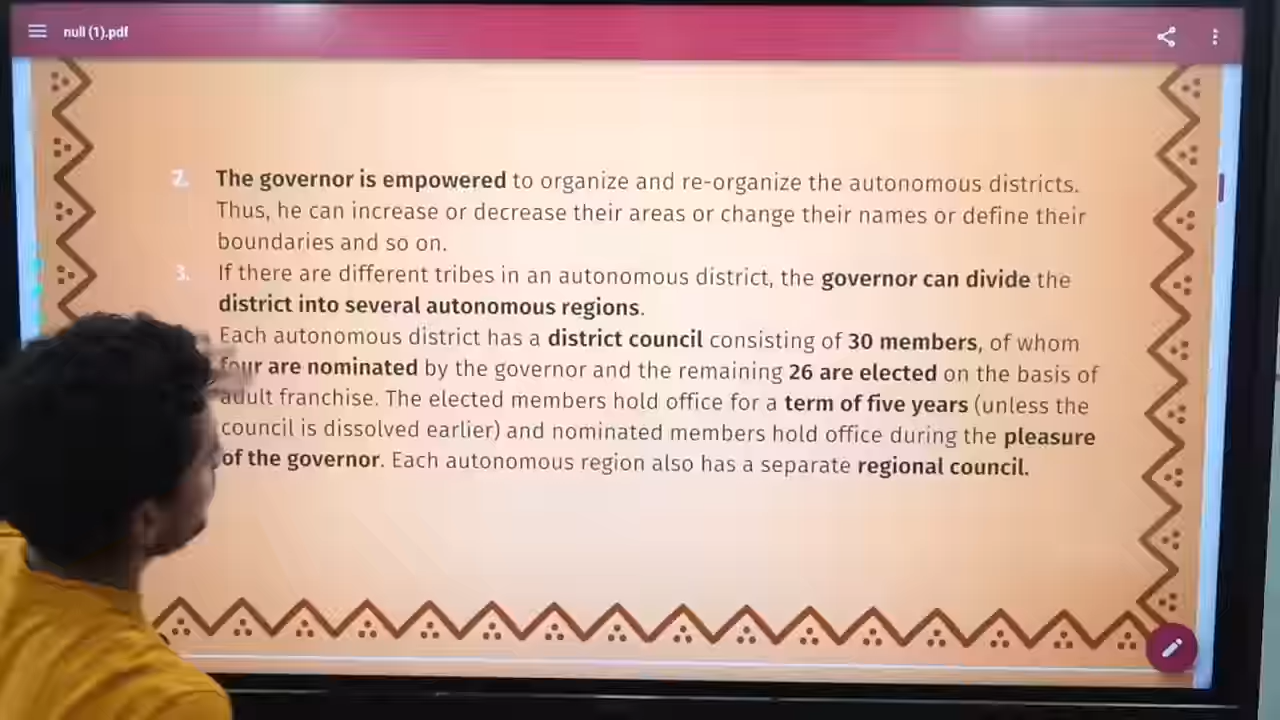 null (1).pdf
2. The governor is empowered to organize and re-organize the autonomous districts.
Thus, he can increase or decrease their areas or change their names or define their
boundaries and so on.
3. If there are different tribes in an autonomous district, the governor can divide the
district into several autonomous regions.
Each autonomous district has a district council consisting of 30 members, of whom
four are nominated by the governor and the remaining 26 are elected on the basis of
adult franchise. The elected members hold office for a term of five years (unless the
council is dissolved earlier) and nominated members hold office during the pleasure
of the governor. Each autonomous region also has a separate regional council.